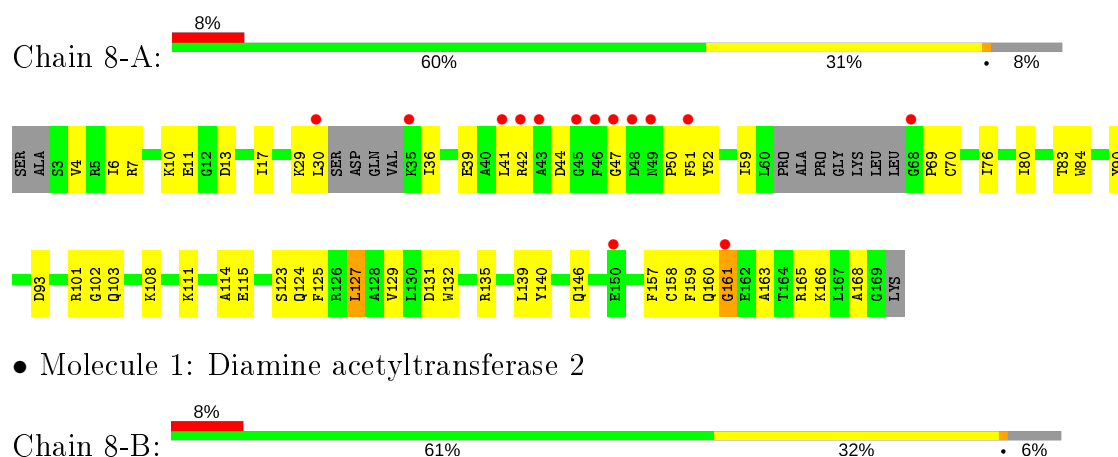 8%
Chain 8-A:
60% 31% • 8%
SER ALA S3 V4 R5 I6 R7 K10 E11 G12 D13 I17 K29 L30 SER ASP GLN VAL K35 I36 E39 A40 L41 R42 A43 D44 G45 F46 G47 D48 N49 P50 F51 Y52 I59 L60 PRO ALA PRO GLY LYS LEU LEU G68 P69 C70 I76 I80 T83 W84 Y90
D93 R101 G102 Q103 K108 K111 A114 E115 S123 Q124 F125 R126 L127 A128 V129 L130 D131 W132 R135 L139 Y140 Q146 E150 F157 C158 F159 Q160 G161 E162 A163 T164 R165 K166 L167 A168 G169 LYS
• Molecule 1: Diamine acetyltransferase 2
8%
Chain 8-B:
61% 32% • 6%